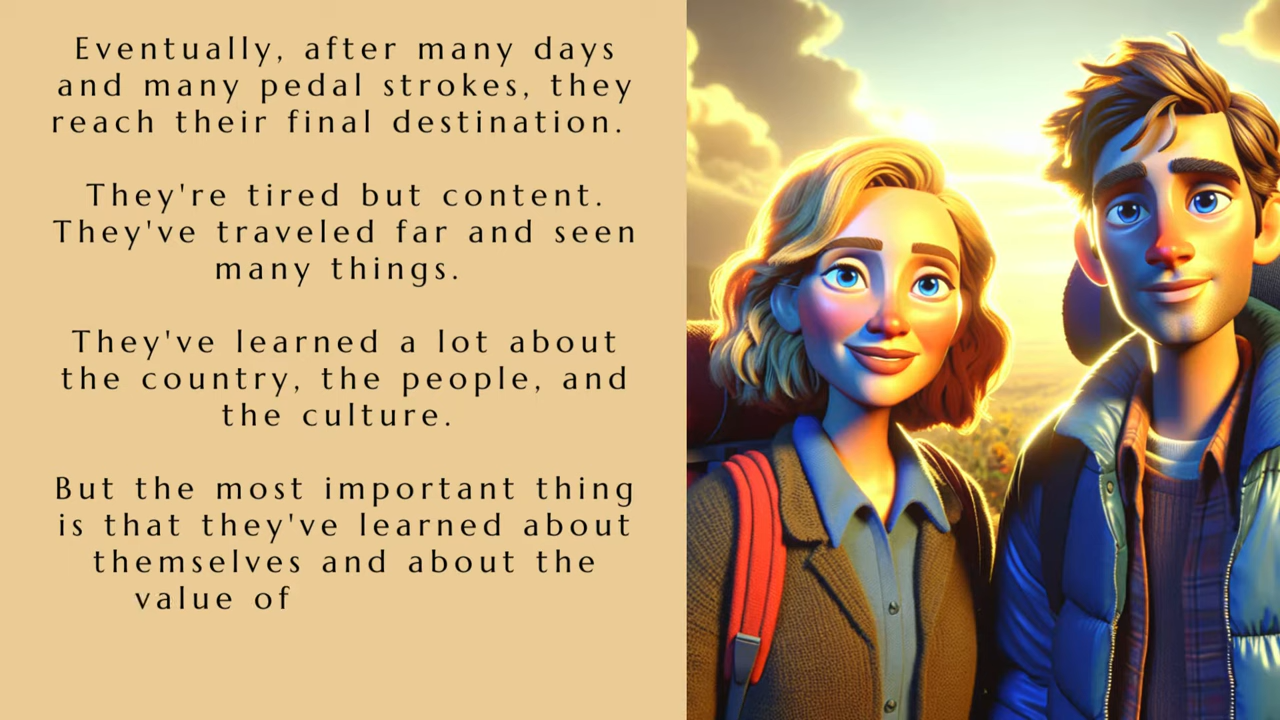 Eventually, after many days
and many pedal strokes, they
reach their final destination.
They're tired but content.
They've traveled far and seen
many things.
They've learned a lot about
the country, the people, and
the culture.
But the most important thing
is that they've learned about
themselves and about the
value of